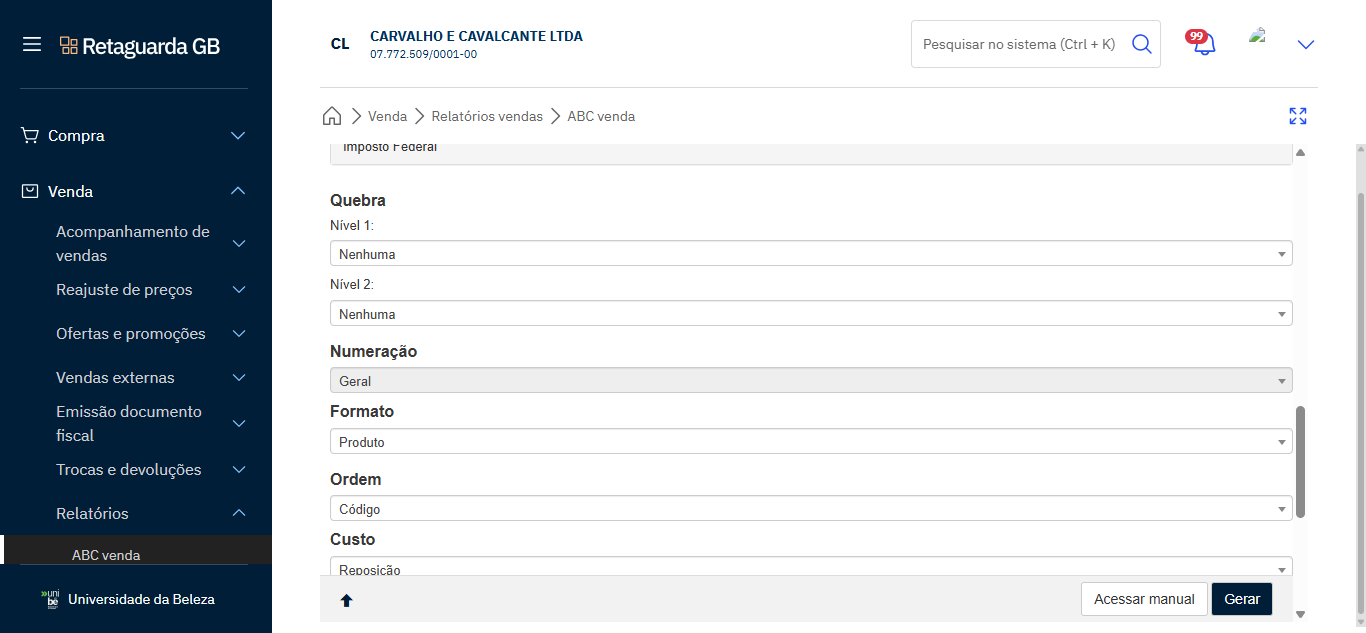 Retaguarda GB
CL
CARVALHO E CAVALCANTE LTDA
07.772.509/0001-00
Pesquisar no sistema (Ctrl + K)
99
Venda
Relatórios vendas
ABC venda
Compra
Venda
Acompanhamento de
vendas
Reajuste de preços
Ofertas e promoções
Vendas externas
Emissão documento
fiscal
Trocas e devoluções
Relatórios
ABC venda
uni
be
Universidade da Beleza
Imposto Federal
Quebra
Nível 1:
Nenhuma
Nível 2:
Nenhuma
Numeração
Geral
Formato
Produto
Ordem
Código
Custo
Reposição
Acessar manual
Gerar